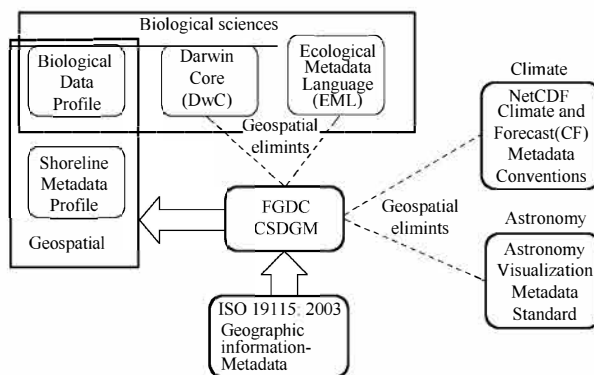 Biological sciences
Biological
Data
Profile
Darwin
Core
(DwC)
Ecological
Metadata
Language
(EML)
Geospatial
elimints
Shoreline
Metadata
Profile
Geospatial
FGDC
CSDGM
ISO 19115: 2003
Geographic
information-
Metadata
Geospatial
elimints
Climate
NetCDF
Climate and
Forecast(CF)
Metadata
Conventions
Astronomy
Astronomy
Visualization
Metadata
Standard